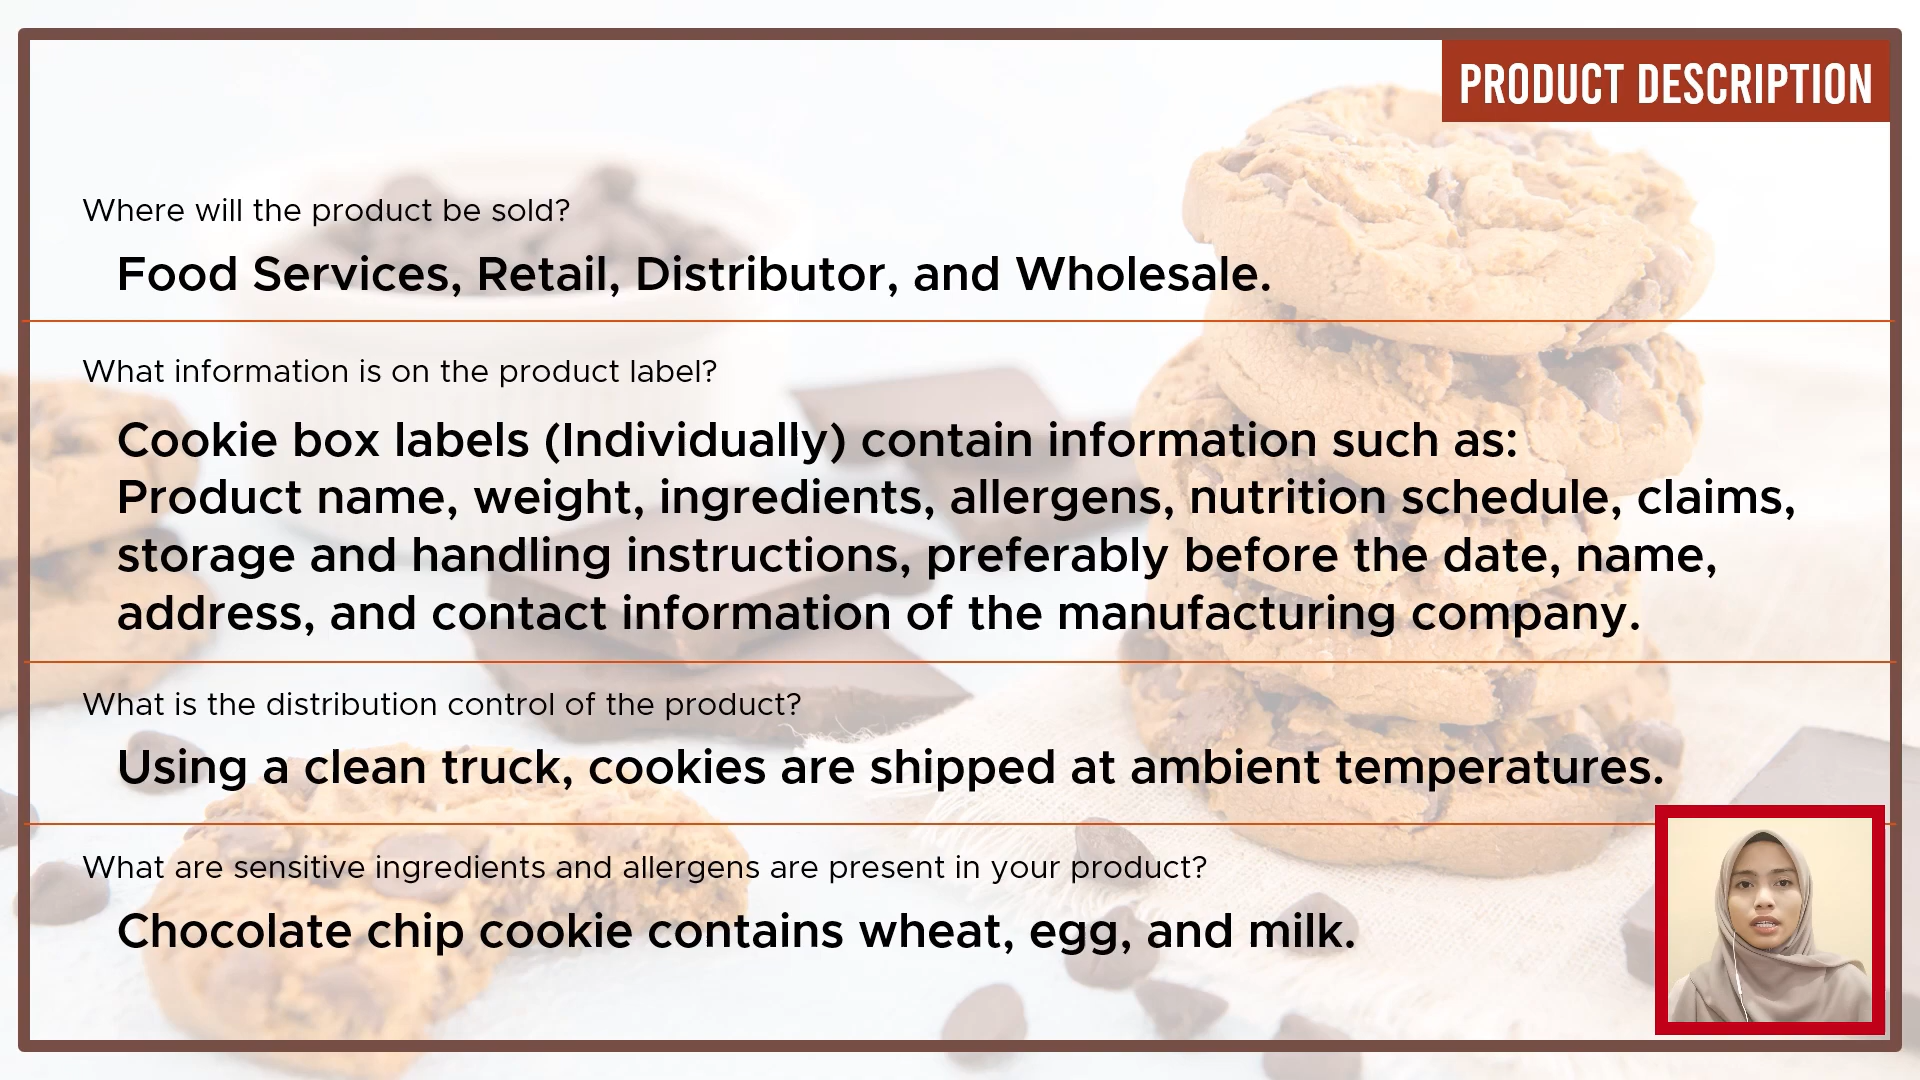 PRODUCT DESCRIPTION
Where will the product be sold?
Food Services, Retail, Distributor, and Wholesale.
What information is on the product label?
Cookie box labels (Individually) contain information such as:
Product name, weight, ingredients, allergens, nutrition schedule, claims,
storage and handling instructions, preferably before the date, name,
address, and contact information of the manufacturing company.
What is the distribution control of the product?
Using a clean truck, cookies are shipped at ambient temperatures.
What are sensitive ingredients and allergens are present in your product?
Chocolate chip cookie contains wheat, egg, and milk.